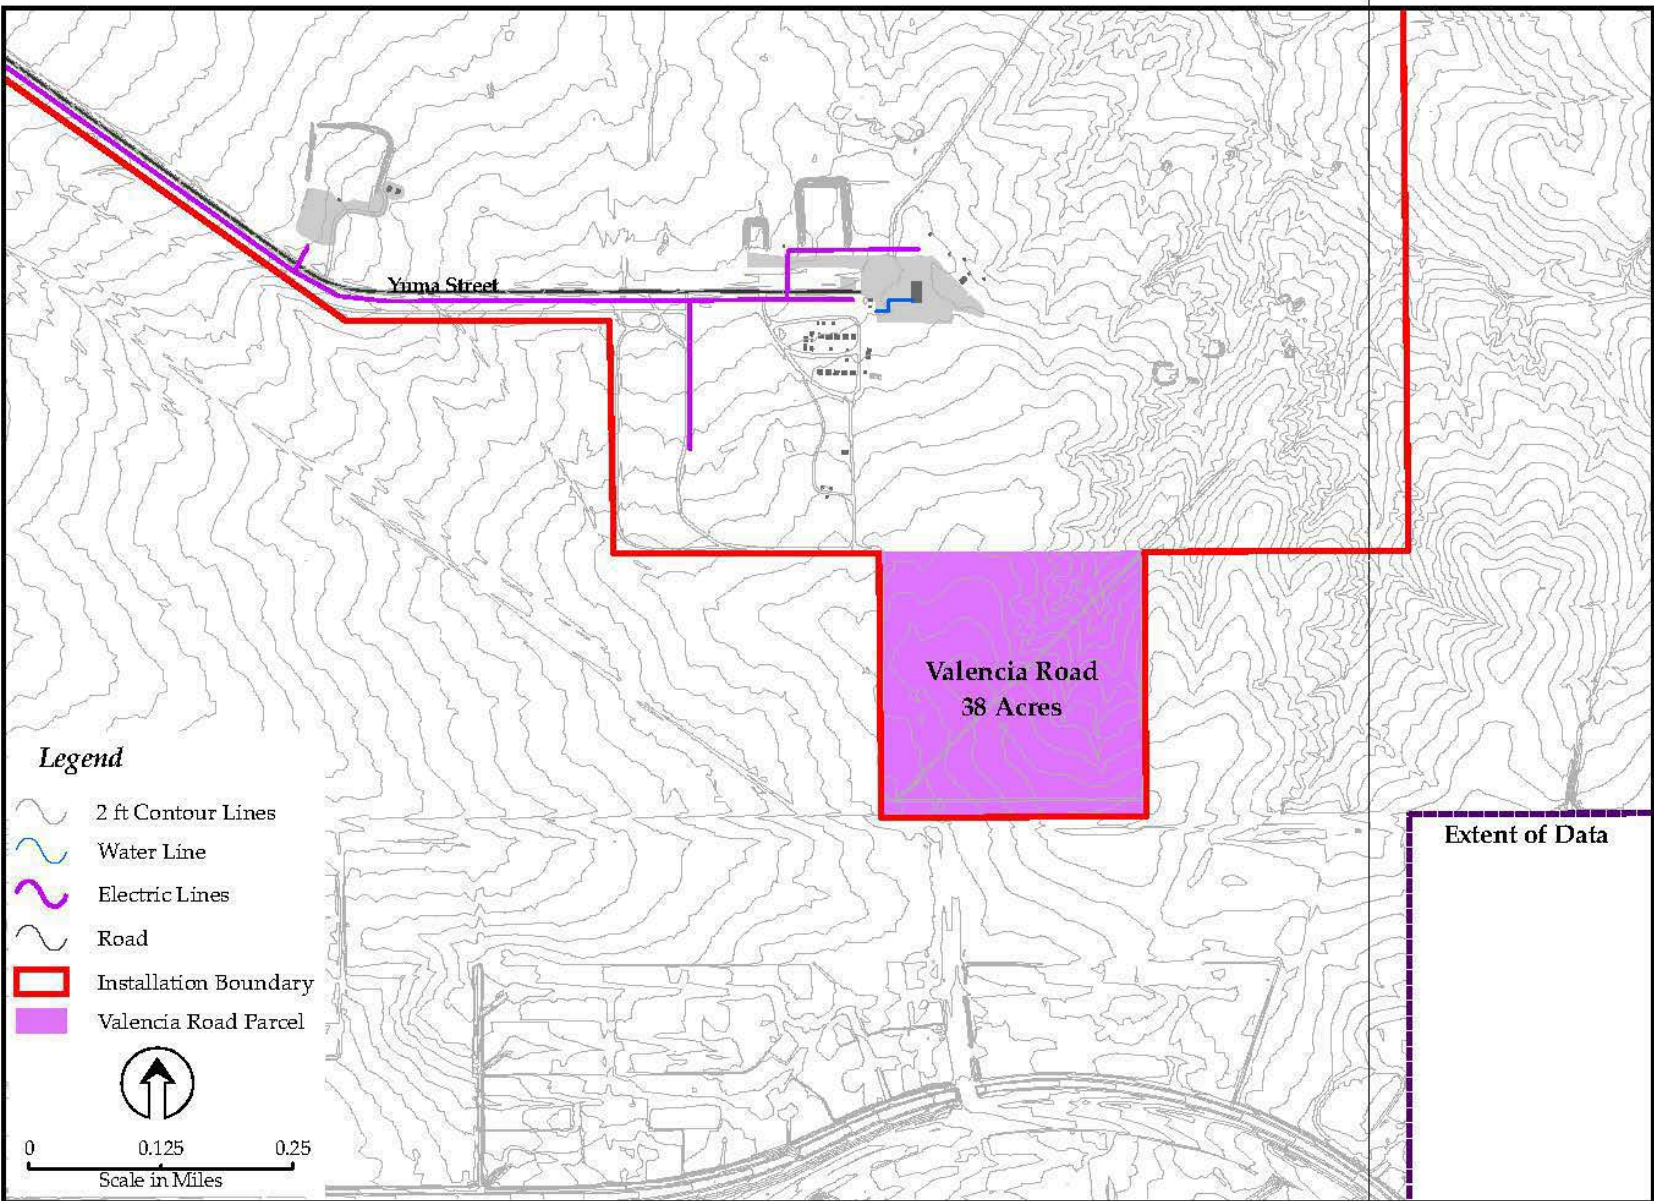 Yuma Street
Valencia Road
38 Acres
Extent of Data
Legend
2 ft Contour Lines
Water Line
Electric Lines
Road
Installation Boundary
Valencia Road Parcel
0 0.125 0.25
Scale in Miles